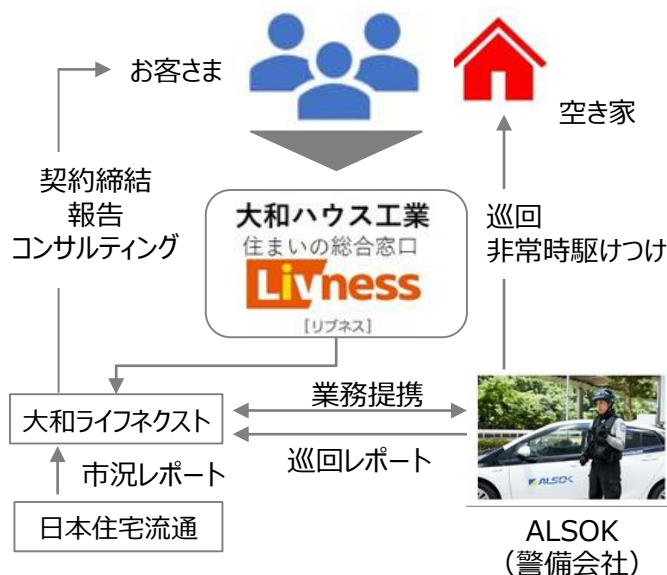 お客さま
空き家
契約締結
報告
コンサルティング
大和ハウス工業
住まいの総合窓口
Livness
[リブネス]
巡回
非常時駆けつけ
大和ライフネクスト
業務提携
巡回レポート
市況レポート
日本住宅流通
ALSOK
ALSOK
（警備会社）